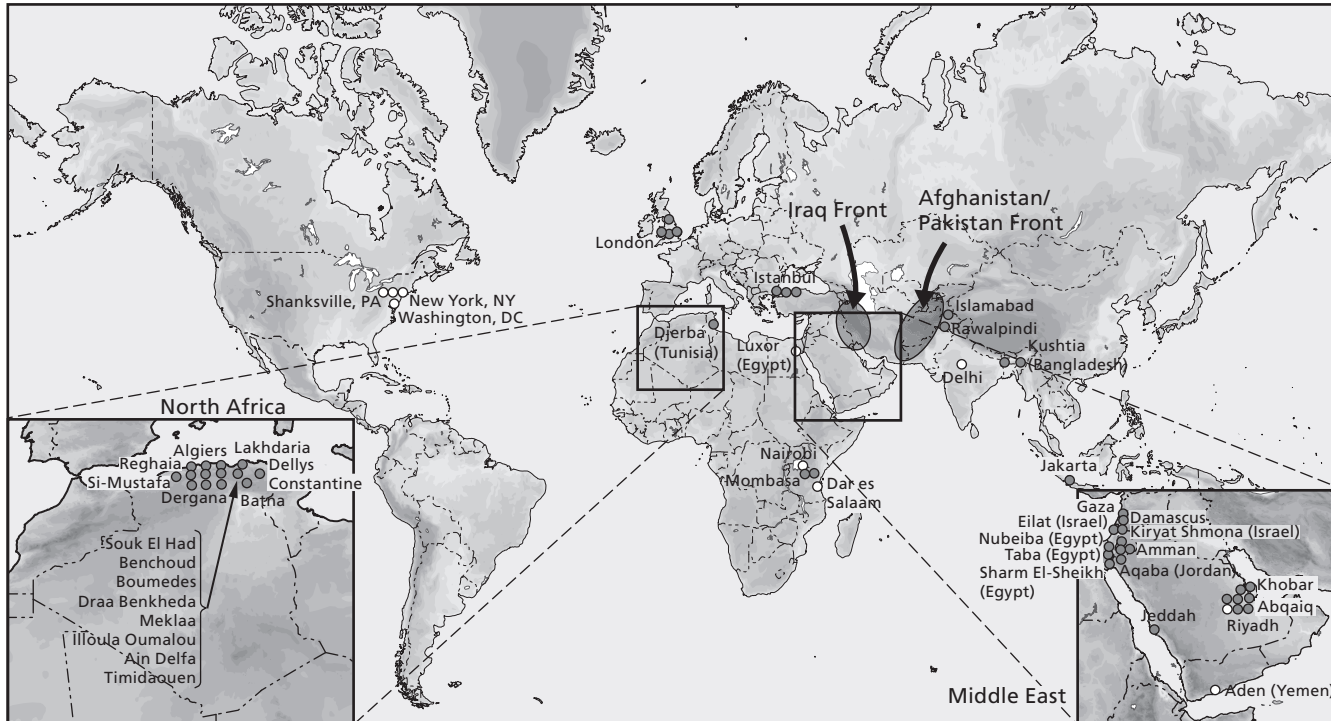 Iraq Front
Afghanistan/
Pakistan Front
London
Istanbul
Shanksville, PA
New York, NY
Washington, DC
Islamabad
Rawalpindi
Djerba
(Tunisia)
Luxor
(Egypt)
Kushtia
(Bangladesh)
Delhi
North Africa
Nairobi
Mombasa
Dar es
Salaam
Jakarta
Algiers
Lakhdaria
Reghaia
Dellys
Si-Mustafa
Constantine
Dergana
Batna
Souk El Had
Benchoud
Boumedes
Draa Benkheda
Meklaa
Illoula Oumalou
Ain Delfa
Timidaouen
Gaza
Damascus
Eilat (Israel)
Kiryat Shmona (Israel)
Nubeiba (Egypt)
Amman
Taba (Egypt)
Aqaba (Jordan)
Sharm El-Sheikh
(Egypt)
Khobar
Abqaiq
Riyadh
Jeddah
Middle East
Aden (Yemen)